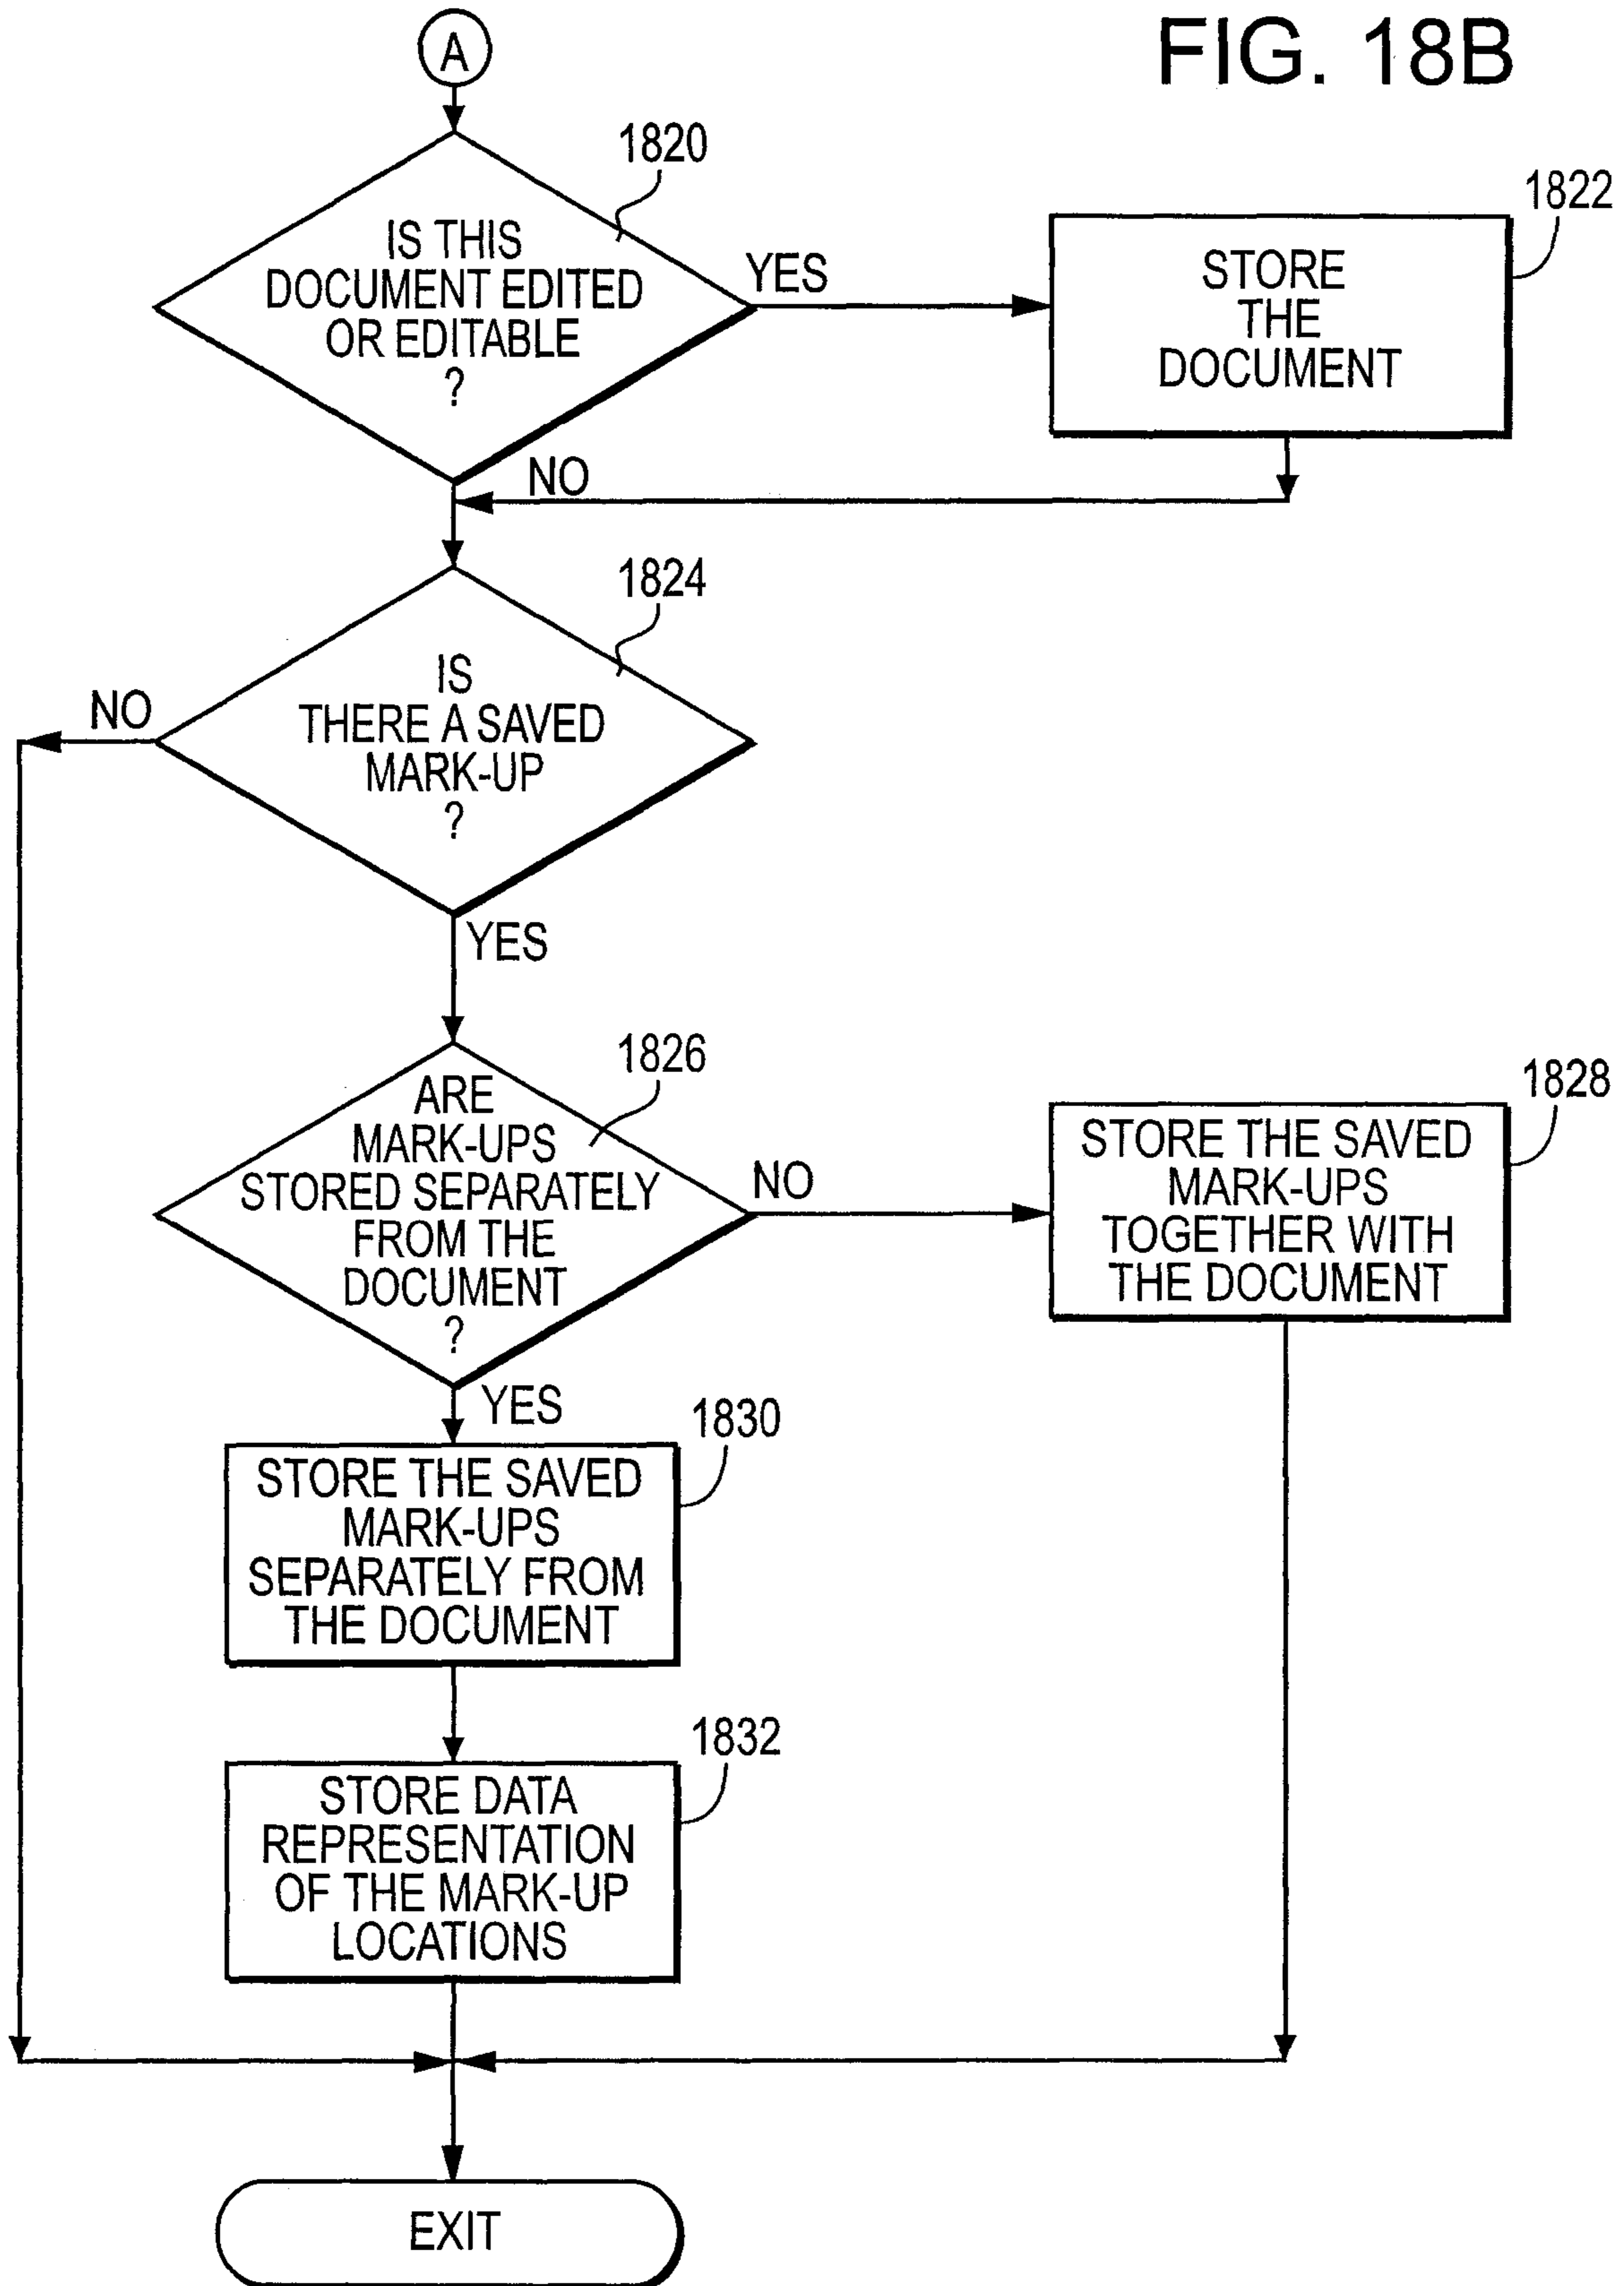 FIG. 18B
A
1820
IS THIS
DOCUMENT EDITED
OR EDITABLE
?
YES
1822
STORE
THE
DOCUMENT
NO
1824
IS
THERE A SAVED
MARK-UP
?
NO
YES
1826
ARE
MARK-UPS
STORED SEPARATELY
FROM THE
DOCUMENT
?
NO
1828
STORE THE SAVED
MARK-UPS
TOGETHER WITH
THE DOCUMENT
YES
1830
STORE THE SAVED
MARK-UPS
SEPARATELY FROM
THE DOCUMENT
1832
STORE DATA
REPRESENTATION
OF THE MARK-UP
LOCATIONS
EXIT